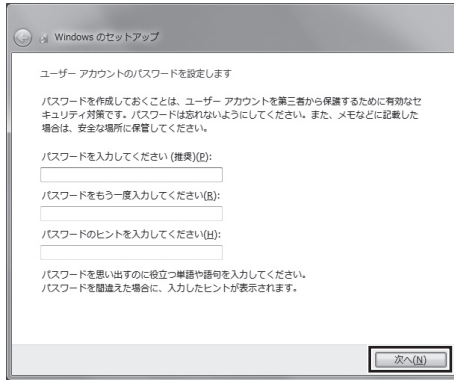 Windows のセットアップ
ユーザー アカウントのパスワードを設定します
パスワードを作成しておくことは、ユーザー アカウントを第三者から保護するために有効なセ
キュリティ対策です。パスワードは忘れないようにしてください。また、メモなどに記載した
場合は、安全な場所に保管してください。
パスワードを入力してください (推奨)(P):
パスワードをもう一度入力してください(R):
パスワードのヒントを入力してください(H):
パスワードを思い出すのに役立つ単語や語句を入力してください。
パスワードを間違えた場合に、入力したヒントが表示されます。
次へ(N)